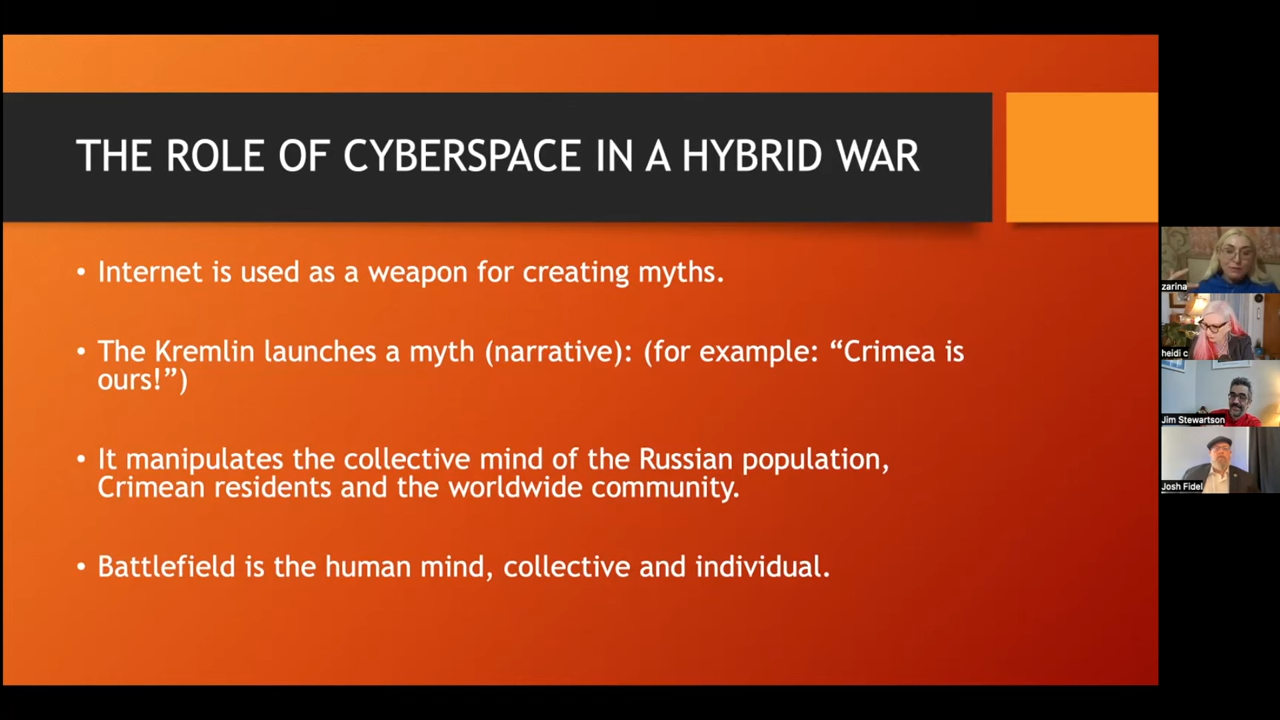 THE ROLE OF CYBERSPACE IN A HYBRID WAR
• Internet is used as a weapon for creating myths.
• The Kremlin launches a myth (narrative): (for example: “Crimea is
ours!”)
• It manipulates the collective mind of the Russian population,
Crimean residents and the worldwide community.
• Battlefield is the human mind, collective and individual.
zarina
heidi c
Jim Stewartson
Josh Fidel